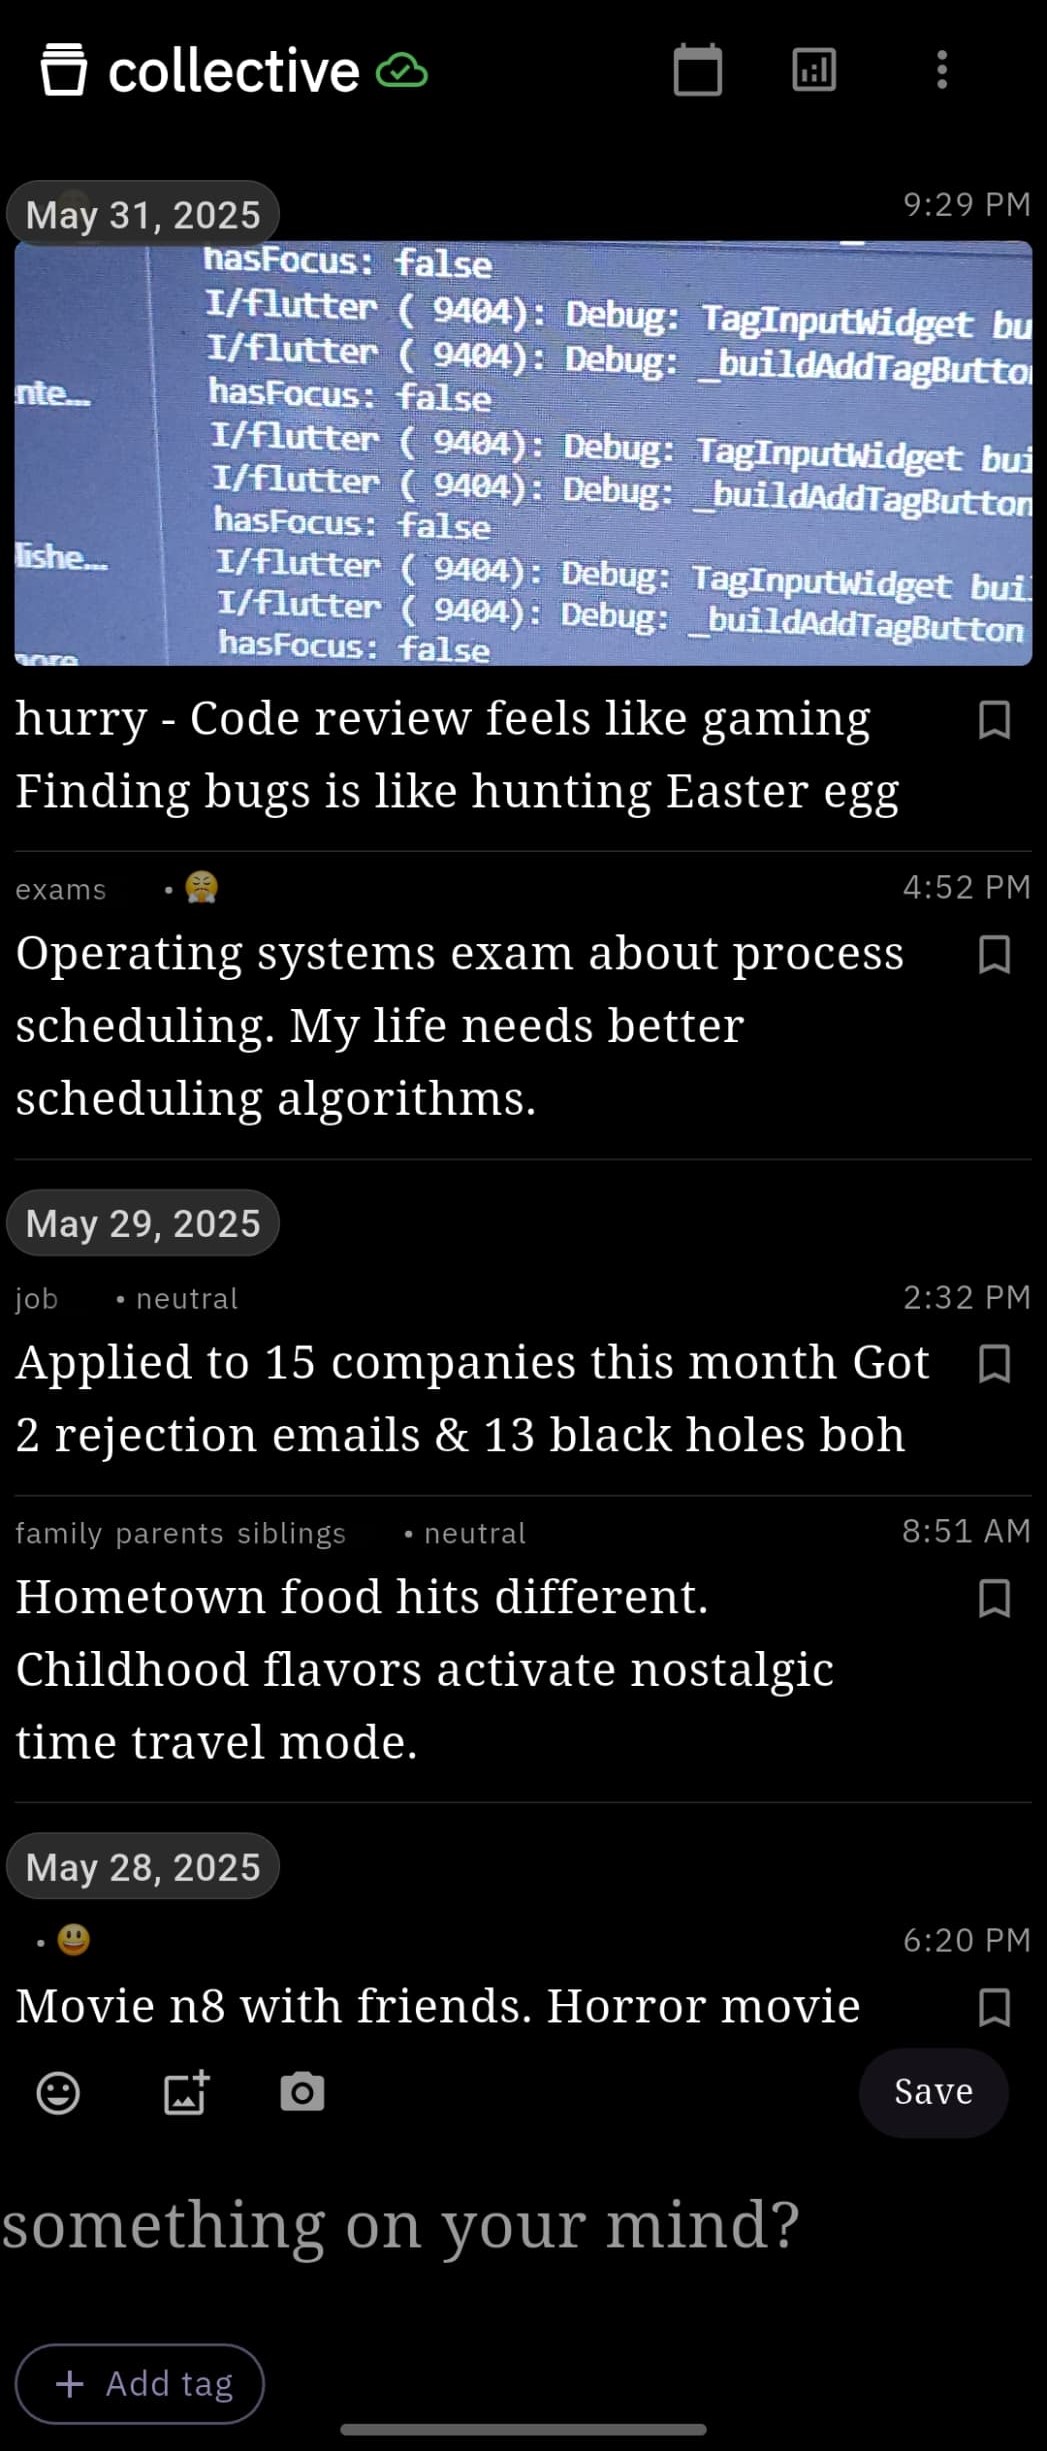 collective
May 31, 2025
9:29 PM
hasFocus: false
I/flutter ( 9404): Debug: TagInputWidget bu
I/flutter ( 9404): Debug: _buildAddTagButto
nte...
hasFocus: false
I/flutter ( 9404): Debug: TagInputWidget bui
I/flutter ( 9404): Debug: _buildAddTagButton
hasFocus: false
lishe...
I/flutter ( 9404): Debug: TagInputWidget bui
I/flutter ( 9404): Debug: _buildAddTagButton
hasFocus: false
hurry - Code review feels like gaming
Finding bugs is like hunting Easter egg
exams • 4:52 PM
Operating systems exam about process
scheduling. My life needs better
scheduling algorithms.
May 29, 2025
job • neutral 2:32 PM
Applied to 15 companies this month Got
2 rejection emails & 13 black holes boh
family parents siblings • neutral 8:51 AM
Hometown food hits different.
Childhood flavors activate nostalgic
time travel mode.
May 28, 2025
• 6:20 PM
Movie n8 with friends. Horror movie
Save
something on your mind?
+ Add tag